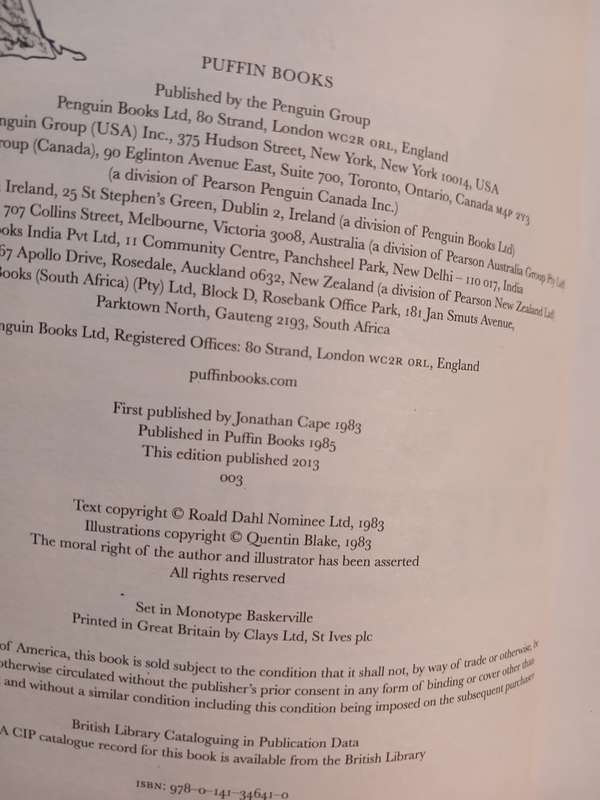 PUFFIN BOOKS
Published by the Penguin Group
Penguin Books Ltd, 80 Strand, London WC2R ORL, England
nguin Group (USA) Inc., 375 Hudson Street, New York, New York 10014, USA
roup (Canada), 90 Eglinton Avenue East, Suite 700, Toronto, Ontario, Canada M4P 2Y3
(a division of Pearson Penguin Canada Inc.)
Ireland, 25 St Stephen's Green, Dublin 2, Ireland (a division of Penguin Books Ltd)
707 Collins Street, Melbourne, Victoria 3008, Australia (a division of Pearson Australia Group Pty Ltd)
ooks India Pvt Ltd, 11 Community Centre, Panchsheel Park, New Delhi – 110 017, India
67 Apollo Drive, Rosedale, Auckland 0632, New Zealand (a division of Pearson New Zealand Ltd)
Books (South Africa) (Pty) Ltd, Block D, Rosebank Office Park, 181 Jan Smuts Avenue,
Parktown North, Gauteng 2193, South Africa
nguin Books Ltd, Registered Offices: 80 Strand, London WC2R ORL, England
puffinbooks.com
First published by Jonathan Cape 1983
Published in Puffin Books 1985
This edition published 2013
003
Text copyright © Roald Dahl Nominee Ltd, 1983
Illustrations copyright © Quentin Blake, 1983
The moral right of the author and illustrator has been asserted
All rights reserved
Set in Monotype Baskerville
Printed in Great Britain by Clays Ltd, St Ives plc
of America, this book is sold subject to the condition that it shall not, by way of trade or otherwise, be
otherwise circulated without the publisher's prior consent in any form of binding or cover other than
and without a similar condition including this condition being imposed on the subsequent purchaser
British Library Cataloguing in Publication Data
A CIP catalogue record for this book is available from the British Library
ISBN: 978-0-141-34641-0